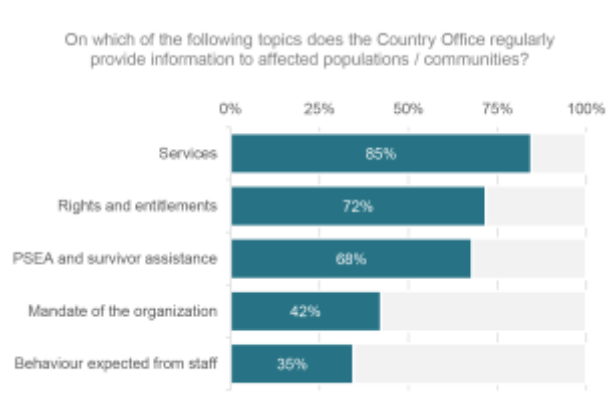 On which of the following topics does the Country Office regularly
provide information to affected populations / communities?
0% 25% 50% 75% 100%
Services 85%
Rights and entitlements 72%
PSEA and survivor assistance 68%
Mandate of the organization 42%
Behaviour expected from staff 35%